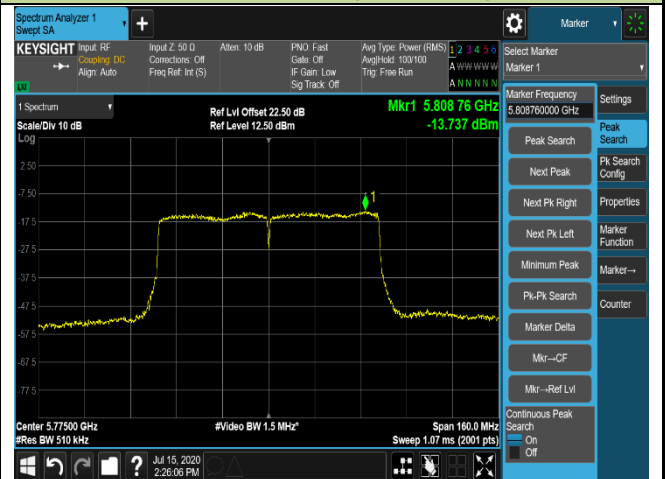 Spectrum Analyzer 1
Swept SA
Marker
KEYSIGHT
Input: RF
Coupling: DC
Align: Auto
Input Z: 50 Ω
Corrections: Off
Freq Ref: Int (S)
Atten: 10 dB
PNO: Fast
Gate: Off
IF Gain: Low
Sig Track: Off
Avg Type: Power (RMS)
Avg|Hold: 100/100
Trig: Free Run
1 2 3 4 5 6
A W W W W W
A N N N N N
LXI
Select Marker
Marker 1
1 Spectrum
Scale/Div 10 dB
Log
Ref Lvl Offset 22.50 dB
Ref Level 12.50 dBm
Mkr1 5.808 76 GHz
-13.737 dBm
2.50
-7.50
-17.5
-27.5
-37.5
-47.5
-57.5
-67.5
-77.5
1
Center 5.77500 GHz
#Res BW 510 kHz
#Video BW 1.5 MHz*
Span 160.0 MHz
Sweep 1.07 ms (2001 pts)
Marker Frequency
5.808760000 GHz
Peak Search
Next Peak
Next Pk Right
Next Pk Left
Minimum Peak
Pk-Pk Search
Marker Delta
Mkr→CF
Mkr→Ref Lvl
Continuous Peak
Search
On
Off
Settings
Peak
Search
Pk Search
Config
Properties
Marker
Function
Marker→
Counter
Jul 15, 2020
2:26:06 PM